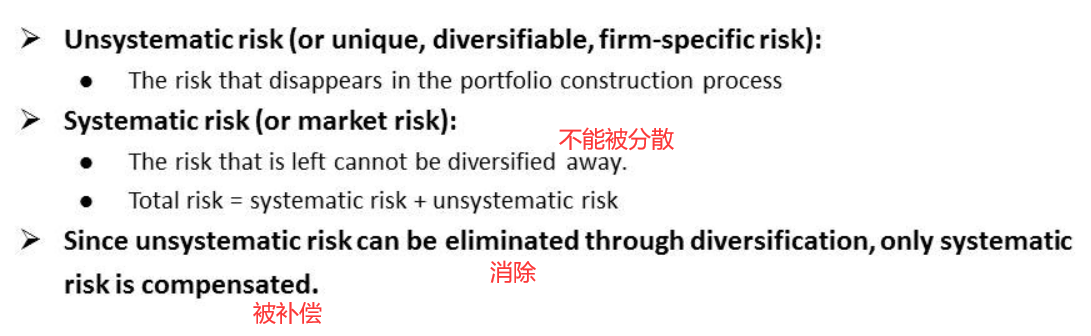 ➤ Unsystematic risk (or unique, diversifiable, firm-specific risk):
● The risk that disappears in the portfolio construction process
➤ Systematic risk (or market risk):
不能被分散
● The risk that is left cannot be diversified away.
● Total risk = systematic risk + unsystematic risk
➤ Since unsystematic risk can be eliminated through diversification, only systematic
消除
risk is compensated.
被补偿